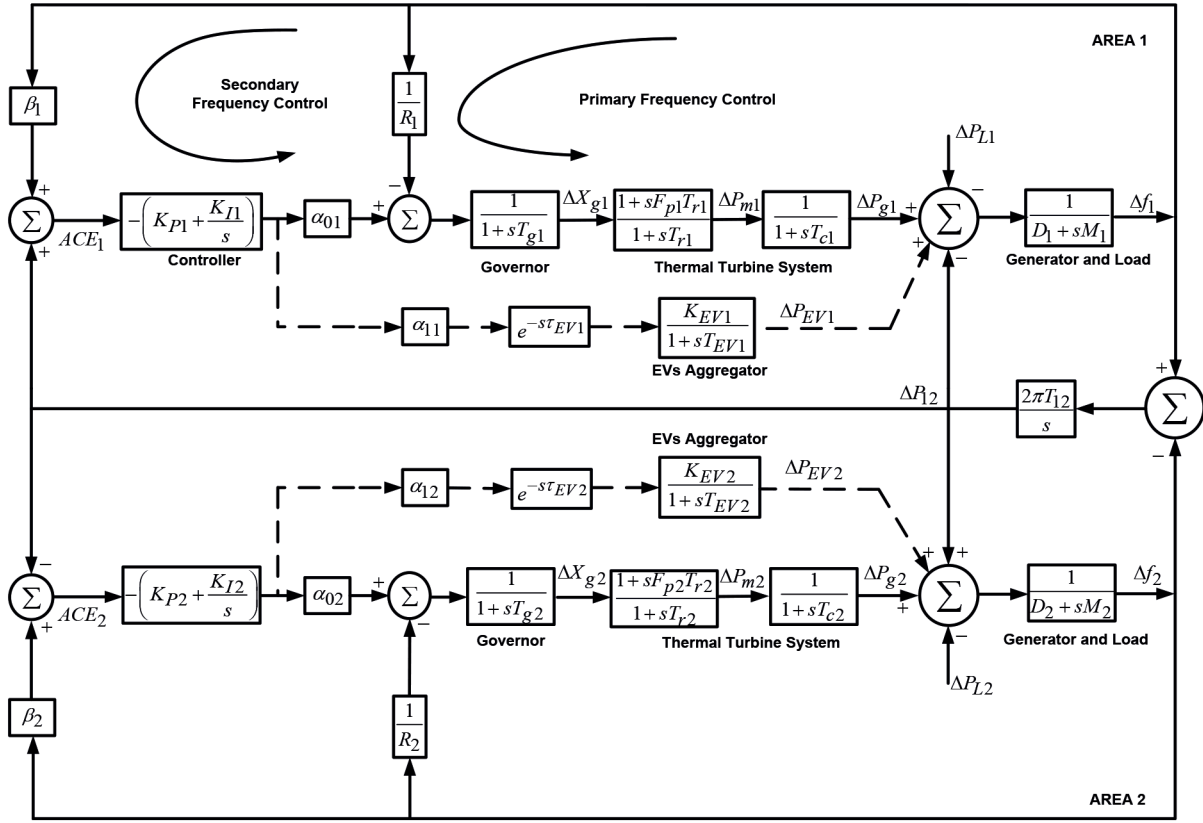 AREA 1
Secondary
Frequency Control
Primary Frequency Control
β1
1
R1
ΔPL1
+
−
−
+
ΔXg1
ΔPm1
ΔPg1
Δf1
Σ
ACE1
−(KP1 + KI1/s)
α01
+
Σ
1/(1+sTg1)
1+sFp1Tr1/(1+sTr1)
1/(1+sTc1)
+
Σ
1/(D1+sM1)
+
+
−
Controller
Governor
Thermal Turbine System
Generator and Load
α11
e−sτEV1
KEV1/(1+sTEV1)
ΔPEV1
EVs Aggregator
+
ΔP12
2πT12/s
Σ
−
EVs Aggregator
α12
e−sτEV2
KEV2/(1+sTEV2)
ΔPEV2
−
+
+
+
ΔXg2
ΔPm2
ΔPg2
Δf2
Σ
ACE2
−(KP2 + KI2/s)
α02
Σ
1/(1+sTg2)
1+sFp2Tr2/(1+sTr2)
1/(1+sTc2)
+
Σ
1/(D2+sM2)
+
−
−
Governor
Thermal Turbine System
Generator and Load
ΔPL2
β2
1
R2
AREA 2